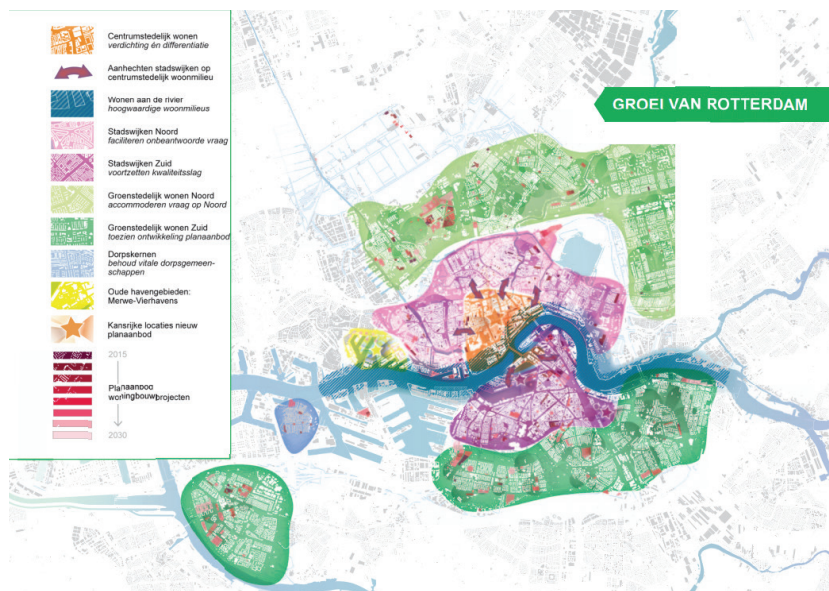 GROEI VAN ROTTERDAM
Centrumstedelijk wonen
verdichting én differentiatie
Aanhechten stadswijken op
centrumstedelijk woonmilieu
Wonen aan de rivier
hoogwaardige woonmilieus
Stadswijken Noord
faciliteren onbeantwoorde vraag
Stadswijken Zuid
voortzetten kwaliteitsslag
Groenstedelijk wonen Noord
accommoderen vraag op Noord
Groenstedelijk wonen Zuid
toezien ontwikkeling planaanbod
Dorpskernen
behoud vitale dorpsgemeen-
schappen
Oude havengebieden:
Merwe-Vierhavens
Kansrijke locaties nieuw
planaanbod
2015
Planaanbod
woningbouwprojecten
2030